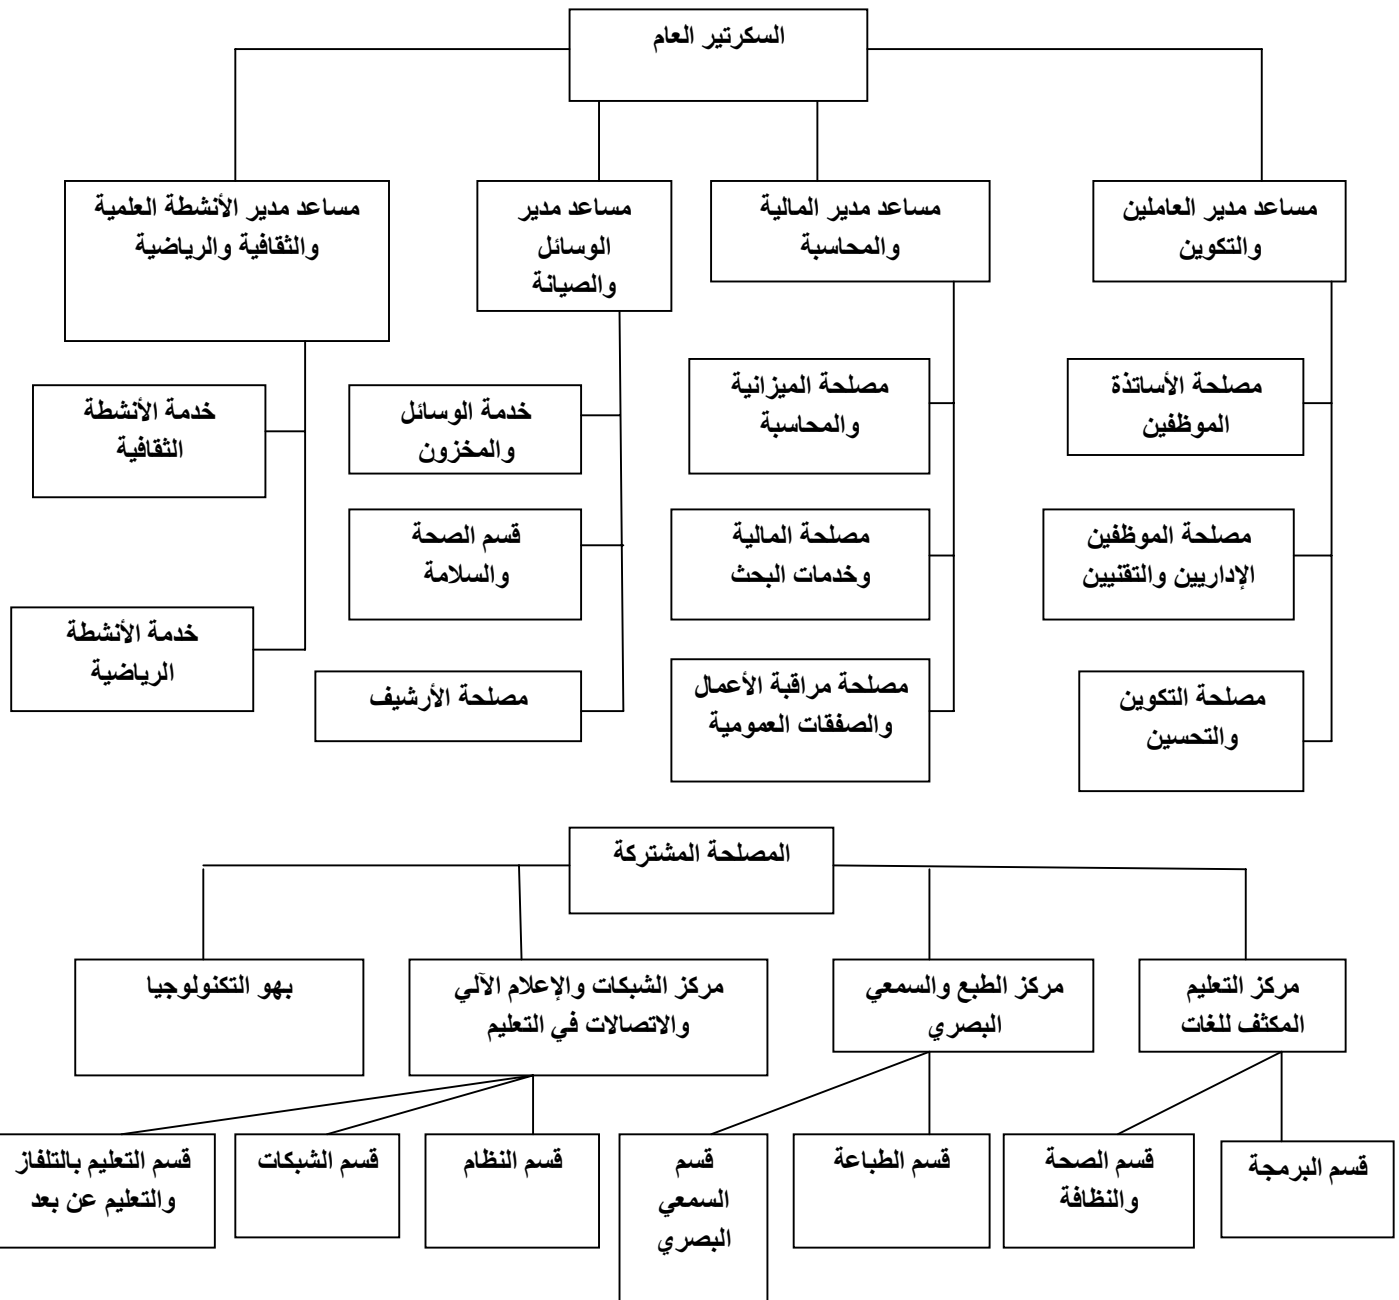 السكرتير العام
مساعد مدير العاملين
والتكوين
مساعد مدير المالية
والمحاسبة
مساعد مدير
الوسائل
والصيانة
مساعد مدير الأنشطة العلمية
والثقافية والرياضية
مصلحة الأساتذة
الموظفين
مصلحة الميزانية
والمحاسبة
خدمة الوسائل
والمخزون
خدمة الأنشطة
الثقافية
مصلحة الموظفين
الإداريين والتقتيين
مصلحة المالية
وخدمات البحث
قسم الصحة
والسلامة
خدمة الأنشطة
الرياضية
مصلحة التكوين
والتحسين
مصلحة مراقبة الأعمال
والصفقات العمومية
مصلحة الأرشيف
المصلحة المشتركة
مركز التعليم
المكثف للغات
مركز الطبع والسمعي
البصري
مركز الشبكات والإعلام الآلي
والاتصالات في التعليم
بهو التكنولوجيا
قسم البرمجة
قسم الصحة
والنظافة
قسم الطباعة
قسم
السمعي
البصري
قسم النظام
قسم الشبكات
قسم التعليم بالتلفاز
والتعليم عن بعد